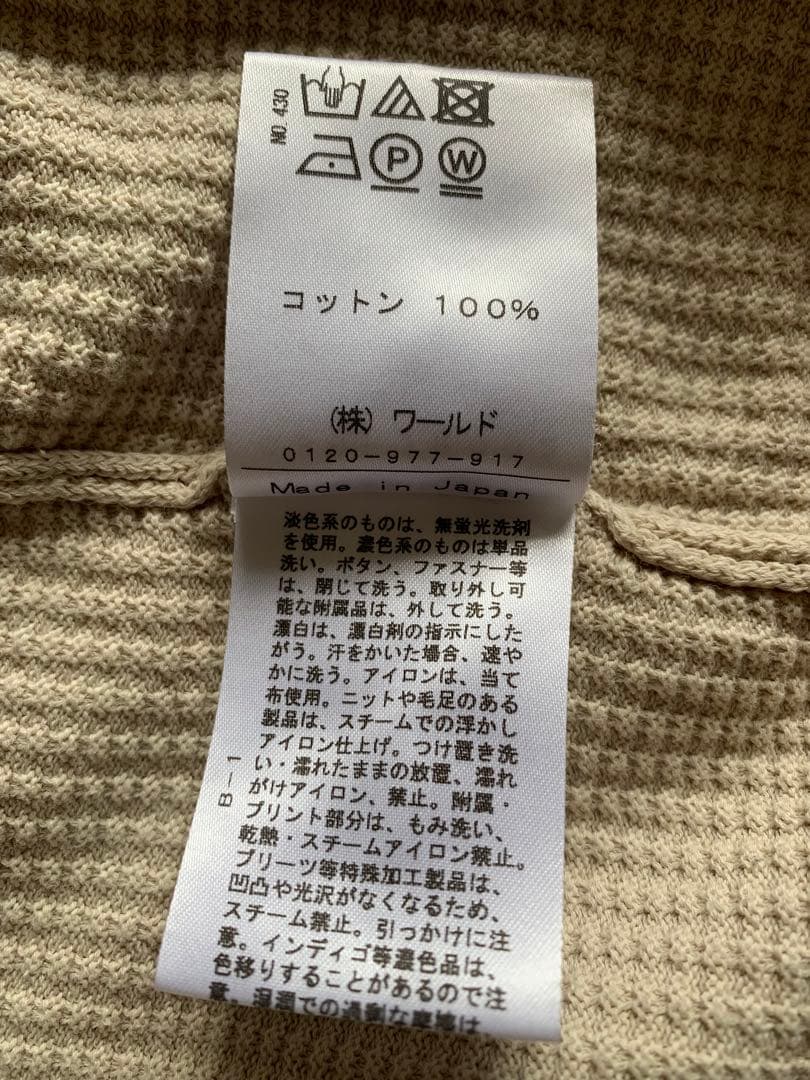 NO.430
P W
コットン 100%
(株) ワールド
0120-977-917
Made in Japan
淡色系のものは、無蛍光洗剤
を使用。濃色系のものは単品
洗い。ボタン、ファスナー等
は、閉じて洗う。取り外し可
能な附属品は、外して洗う。
漂白は、漂白剤の指示にした
がう。汗をかいた場合、速や
かに洗う。アイロンは、当て
布使用。ニットや毛足のある
製品は、スチームでの浮かし
アイロン仕上げ。つけ置き洗
い・濡れたままの放置、濡れ
がけアイロン、禁止。附属・
プリント部分は、もみ洗い、
乾熱・スチームアイロン禁止。
プリーツ等特殊加工製品は、
凹凸や光沢がなくなるため、
スチーム禁止。引っかけに注
意。インディゴ等濃色品は、
色移りすることがあるので注
意。湿潤での過剰な摩擦は
B-1